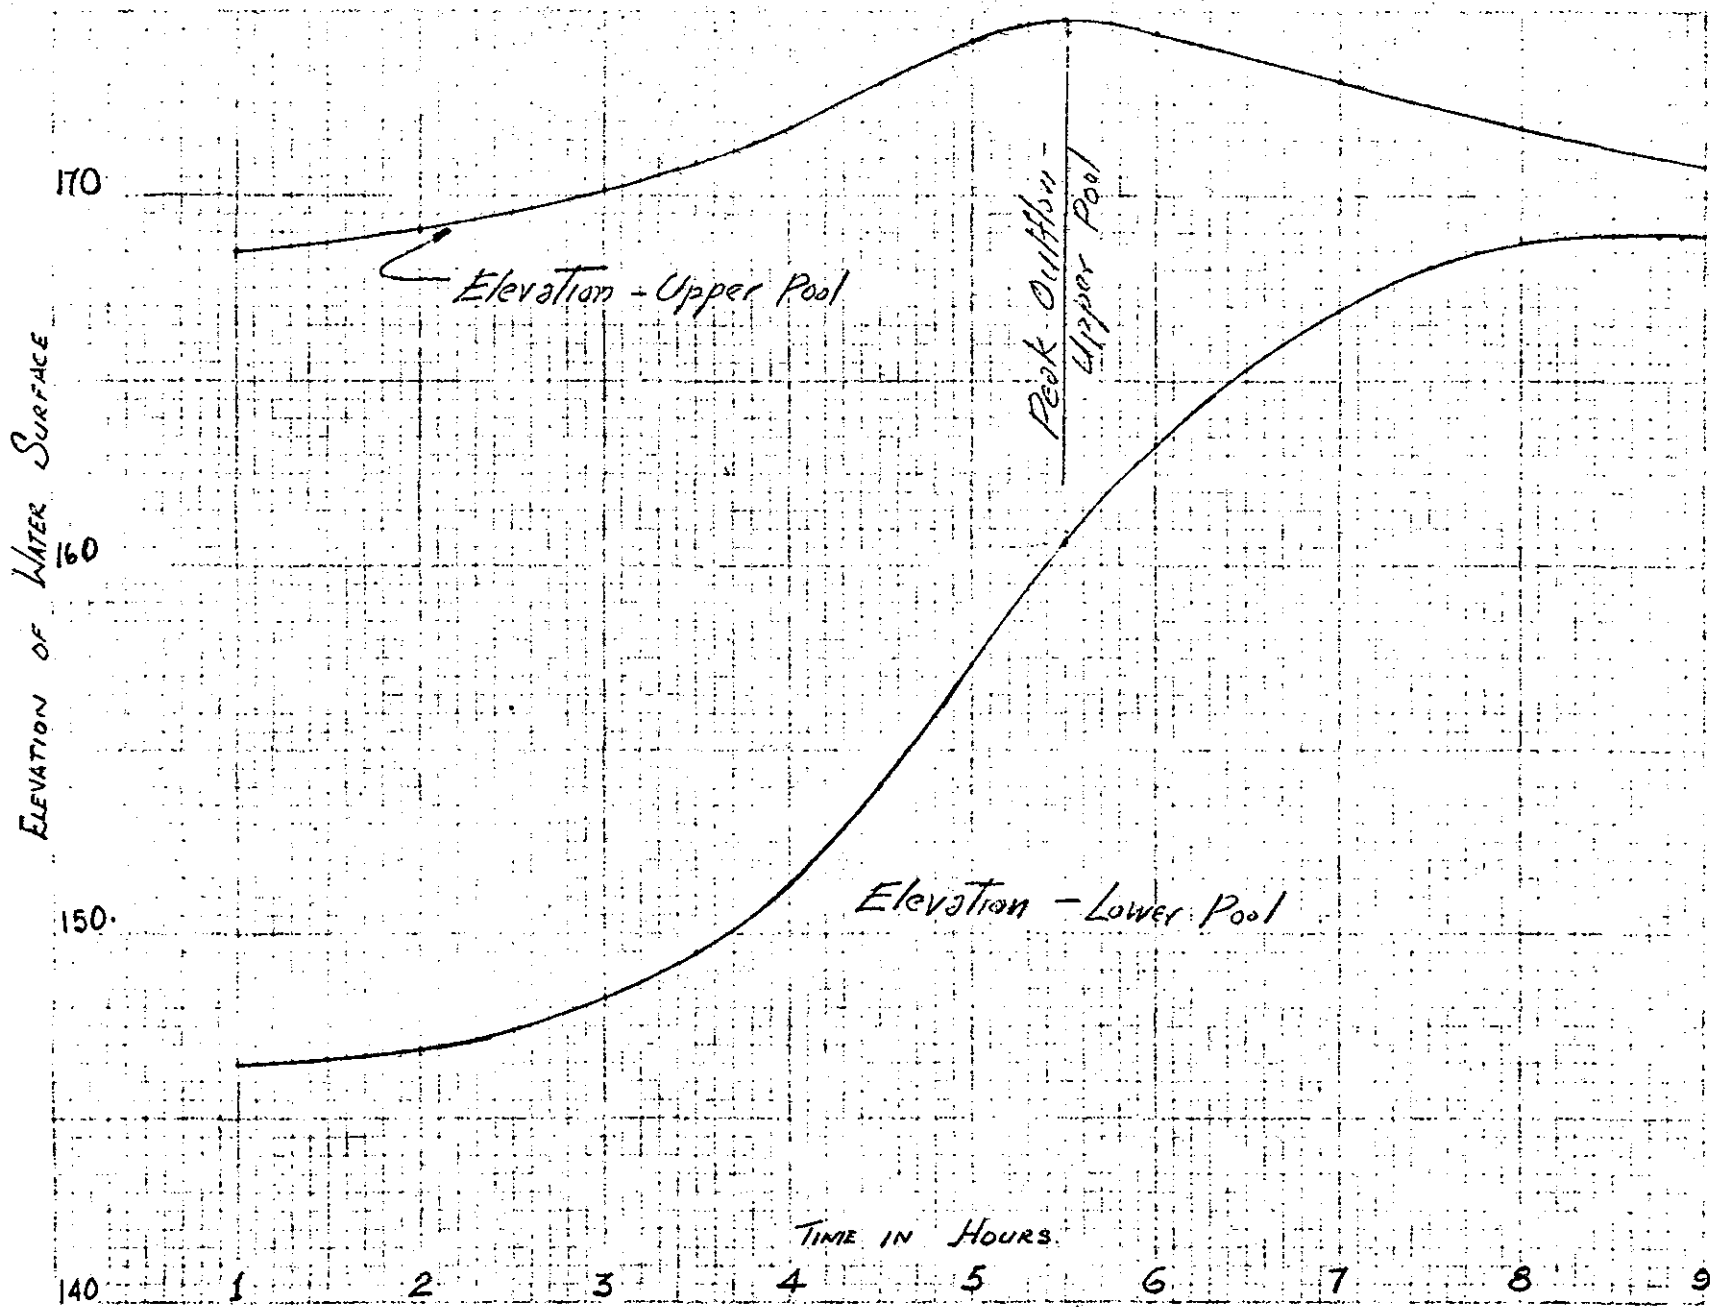 170
Elevation - Upper Pool
Peak Outflow -
Upper Pool
ELEVATION OF WATER SURFACE
160
150
Elevation - Lower Pool
TIME IN HOURS
140 1 2 3 4 5 6 7 8 9